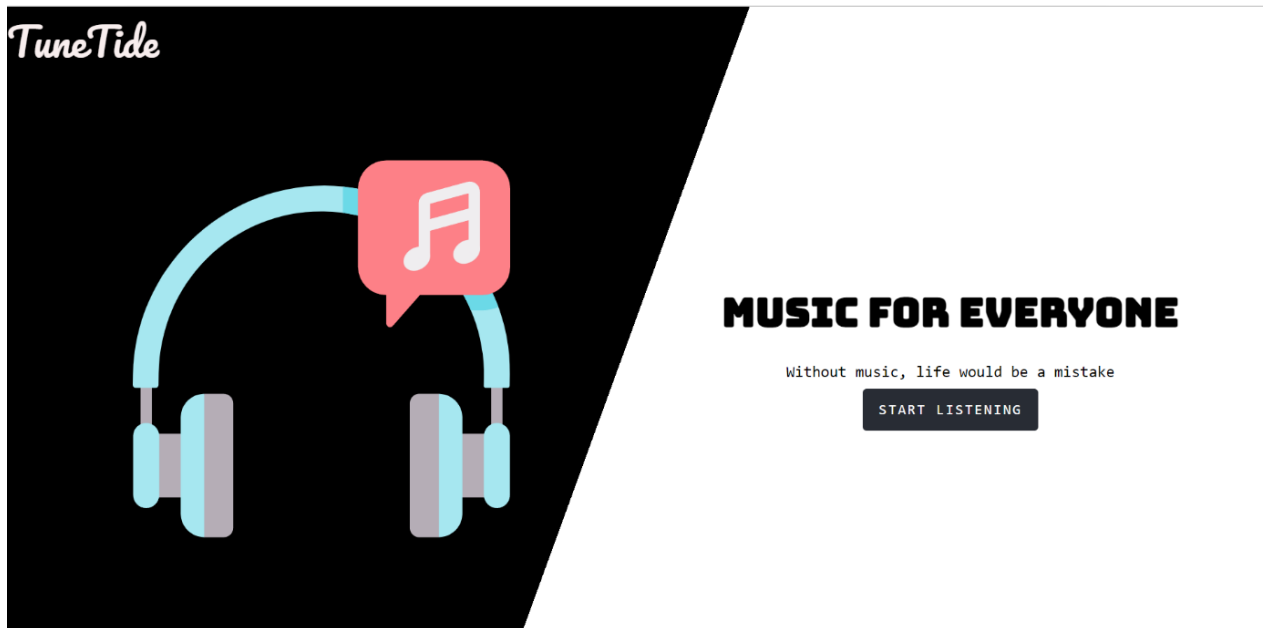 TuneTide
MUSIC FOR EVERYONE
Without music, life would be a mistake
START LISTENING